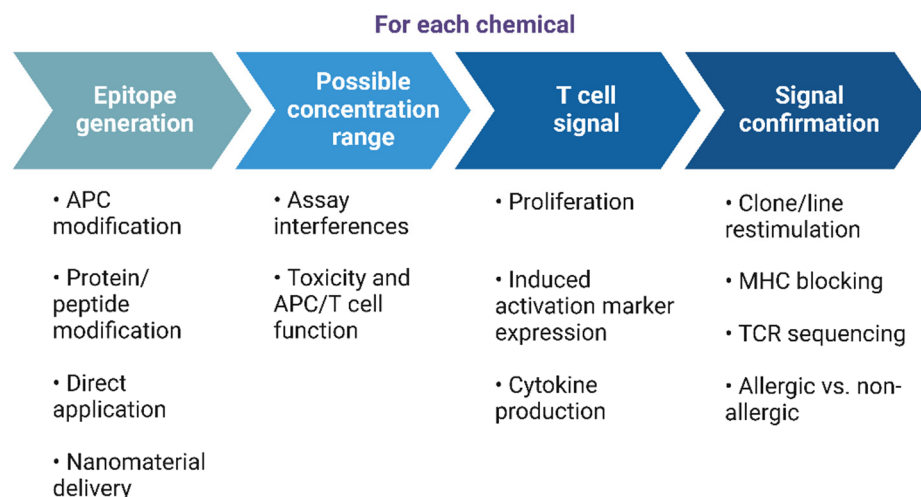 For each chemical
Epitope
generation
Possible
concentration
range
T cell
signal
Signal
confirmation
• APC
modification
• Protein/
peptide
modification
• Direct
application
• Nanomaterial
delivery
• Assay
interferences
• Toxicity and
APC/T cell
function
• Proliferation
• Induced
activation marker
expression
• Cytokine
production
• Clone/line
restimulation
• MHC blocking
• TCR sequencing
• Allergic vs. non-
allergic